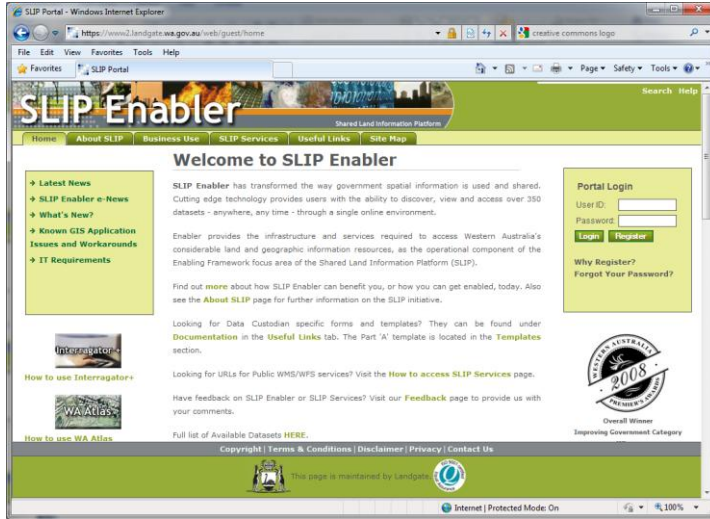 SLIP Portal - Windows Internet Explorer
https://www2.landgate.wa.gov.au/web/guest/home
creative commons logo
File Edit View Favorites Tools Help
Favorites SLIP Portal
Page Safety Tools
Search Help
SLIP Enabler
Shared Land Information Platform
Home About SLIP Business Use SLIP Services Useful Links Site Map
Latest News
SLIP Enabler e-News
What's New?
Known GIS Application
Issues and Workarounds
IT Requirements
Interragator+
How to use Interragator+
WA Atlas
How to use WA Atlas
Welcome to SLIP Enabler
SLIP Enabler has transformed the way government spatial information is used and shared.
Cutting edge technology provides users with the ability to discover, view and access over 350
datasets - anywhere, any time - through a single online environment.
Enabler provides the infrastructure and services required to access Western Australia's
considerable land and geographic information resources, as the operational component of the
Enabling Framework focus area of the Shared Land Information Platform (SLIP).
Find out more about how SLIP Enabler can benefit you, or how you can get enabled, today. Also
see the About SLIP page for further information on the SLIP initiative.
Looking for Data Custodian specific forms and templates? They can be found under
Documentation in the Useful Links tab. The Part 'A' template is located in the Templates
section.
Looking for URLs for Public WMS/WFS services? Visit the How to access SLIP Services page.
Have feedback on SLIP Enabler or SLIP Services? Visit our Feedback page to provide us with
your comments.
Full list of Available Datasets HERE.
Portal Login
User ID:
Password:
Login Register
Why Register?
Forgot Your Password?
WESTERN AUSTRALIA
2008
PREMIER'S AWARDS
Overall Winner
Improving Government Category
Copyright | Terms & Conditions | Disclaimer | Privacy | Contact Us
This page is maintained by Landgate.
Internet | Protected Mode: On
100%